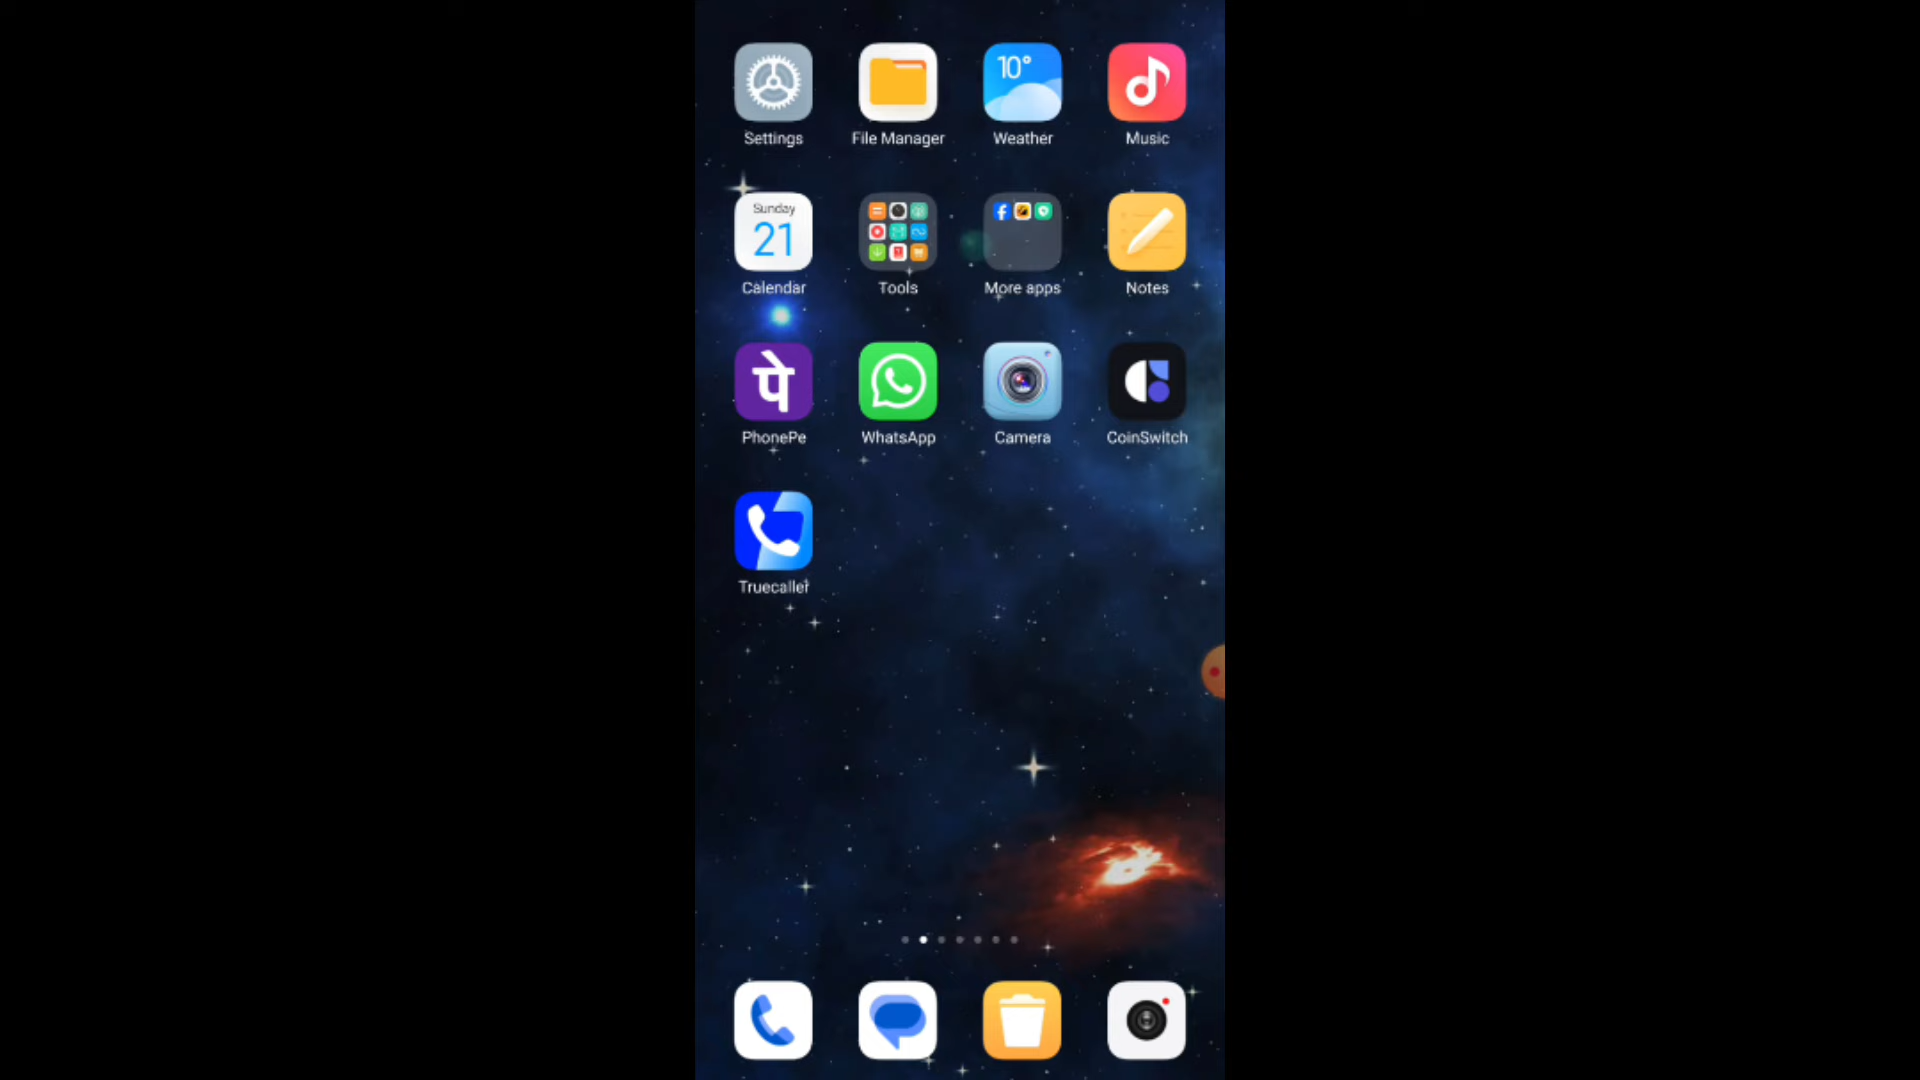 10°
Settings
File Manager
Weather
Music
Sunday
21
Calendar
Tools
More apps
Notes
पे
PhonePe
WhatsApp
Camera
CoinSwitch
Truecaller